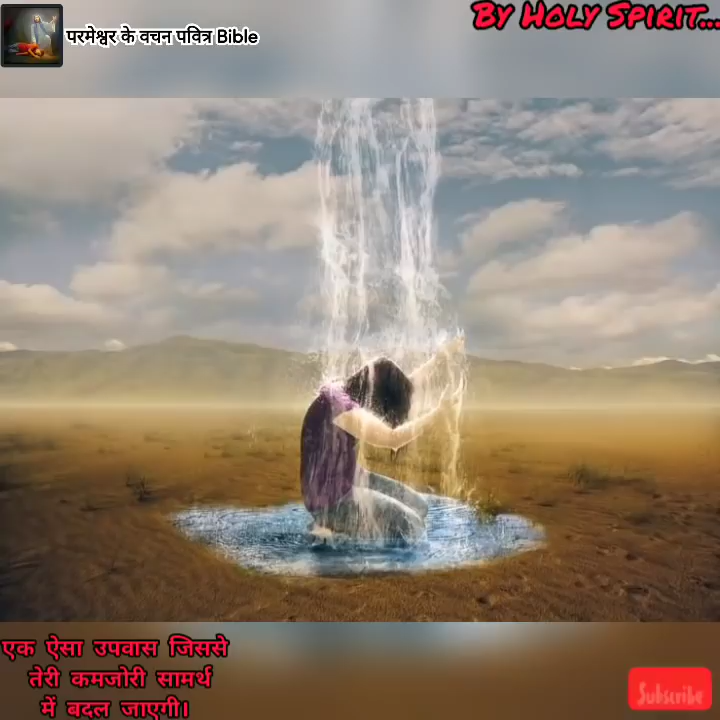 परमेश्वर के वचन पवित्र Bible
By Holy Spirit...
एक ऐसा उपवास जिससे
तेरी कमजोरी सामर्थ
में बदल जाएगी।
Subscribe